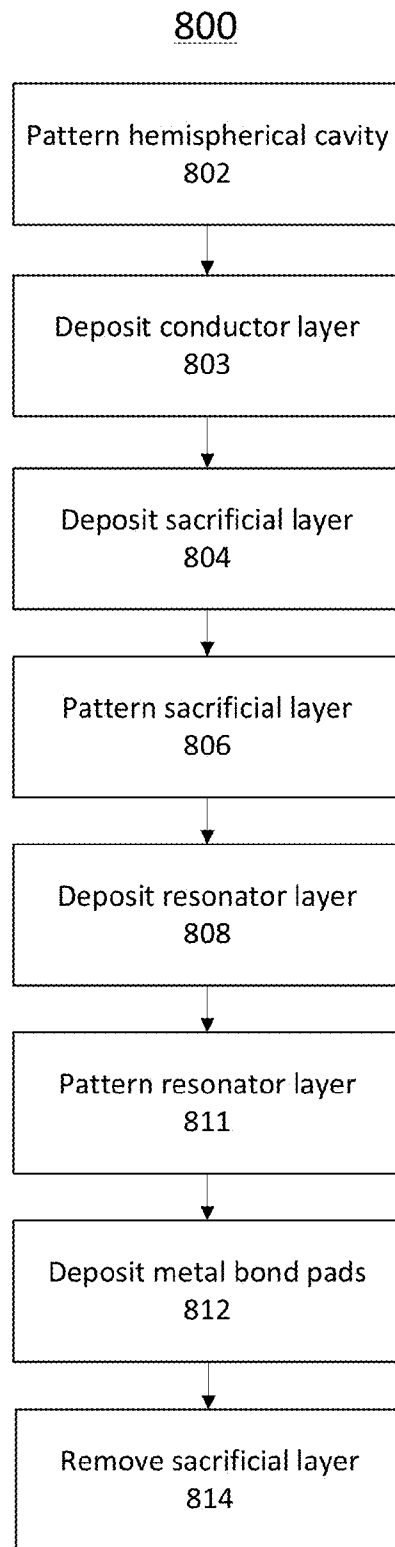 800
Pattern hemispherical cavity
802
Deposit conductor layer
803
Deposit sacrificial layer
804
Pattern sacrificial layer
806
Deposit resonator layer
808
Pattern resonator layer
811
Deposit metal bond pads
812
Remove sacrificial layer
814